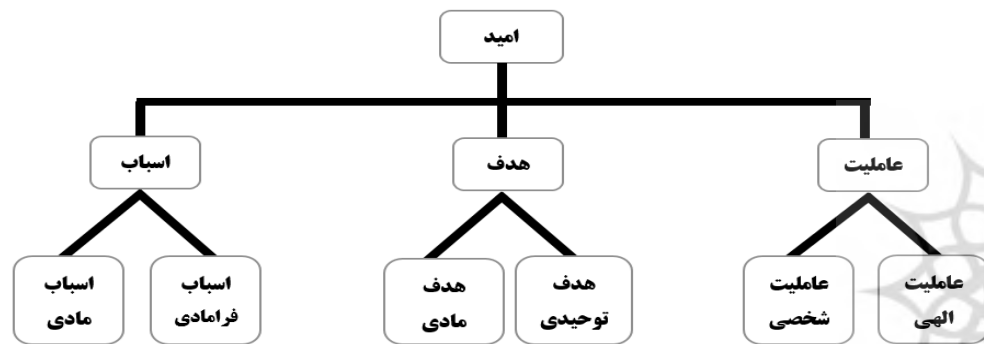 امید
عاملیت
هدف
اسباب
عاملیت
الهی
عاملیت
شخصی
هدف
توحیدی
هدف
مادی
اسباب
فرامادی
اسباب
مادی